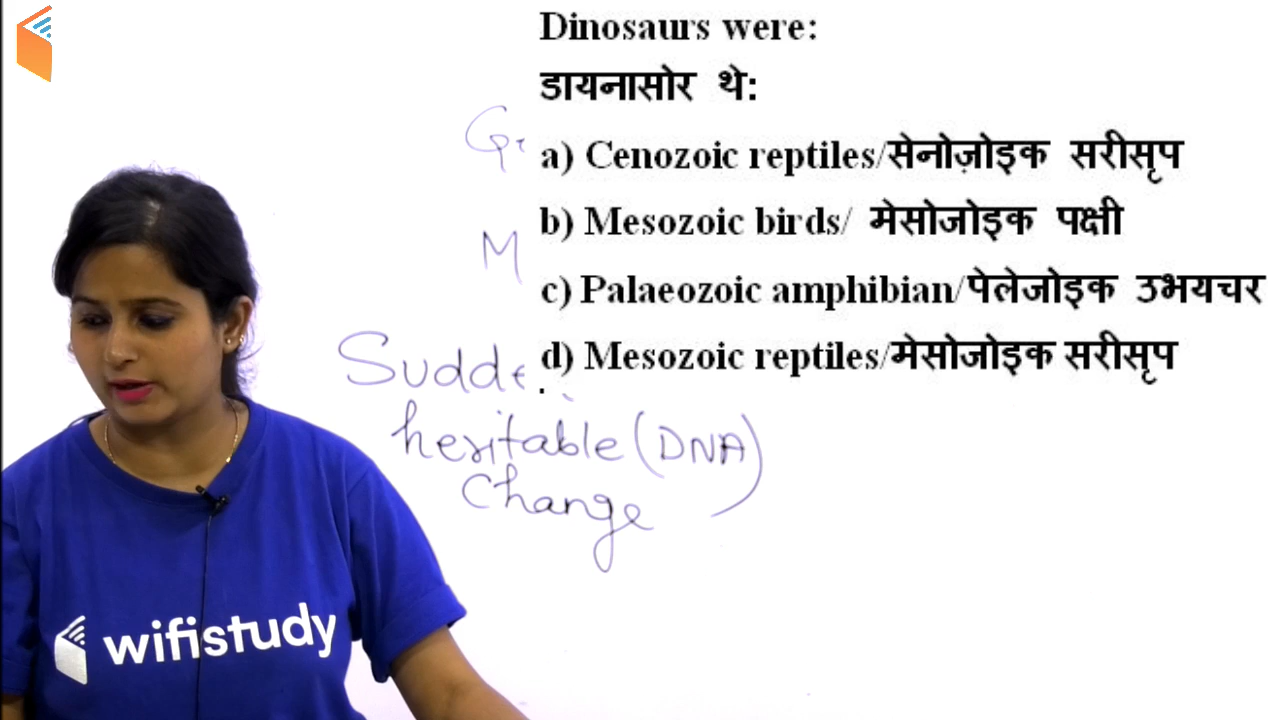 Dinosaurs were:
डायनासोर थे:
a) Cenozoic reptiles/सेनोज़ोइक सरीसृप
b) Mesozoic birds/ मेसोजोइक पक्षी
c) Palaeozoic amphibian/पेलेजोइक उभयचर
d) Mesozoic reptiles/मेसोजोइक सरीसृप
M
heritable (DNA)
Change
wifistudy